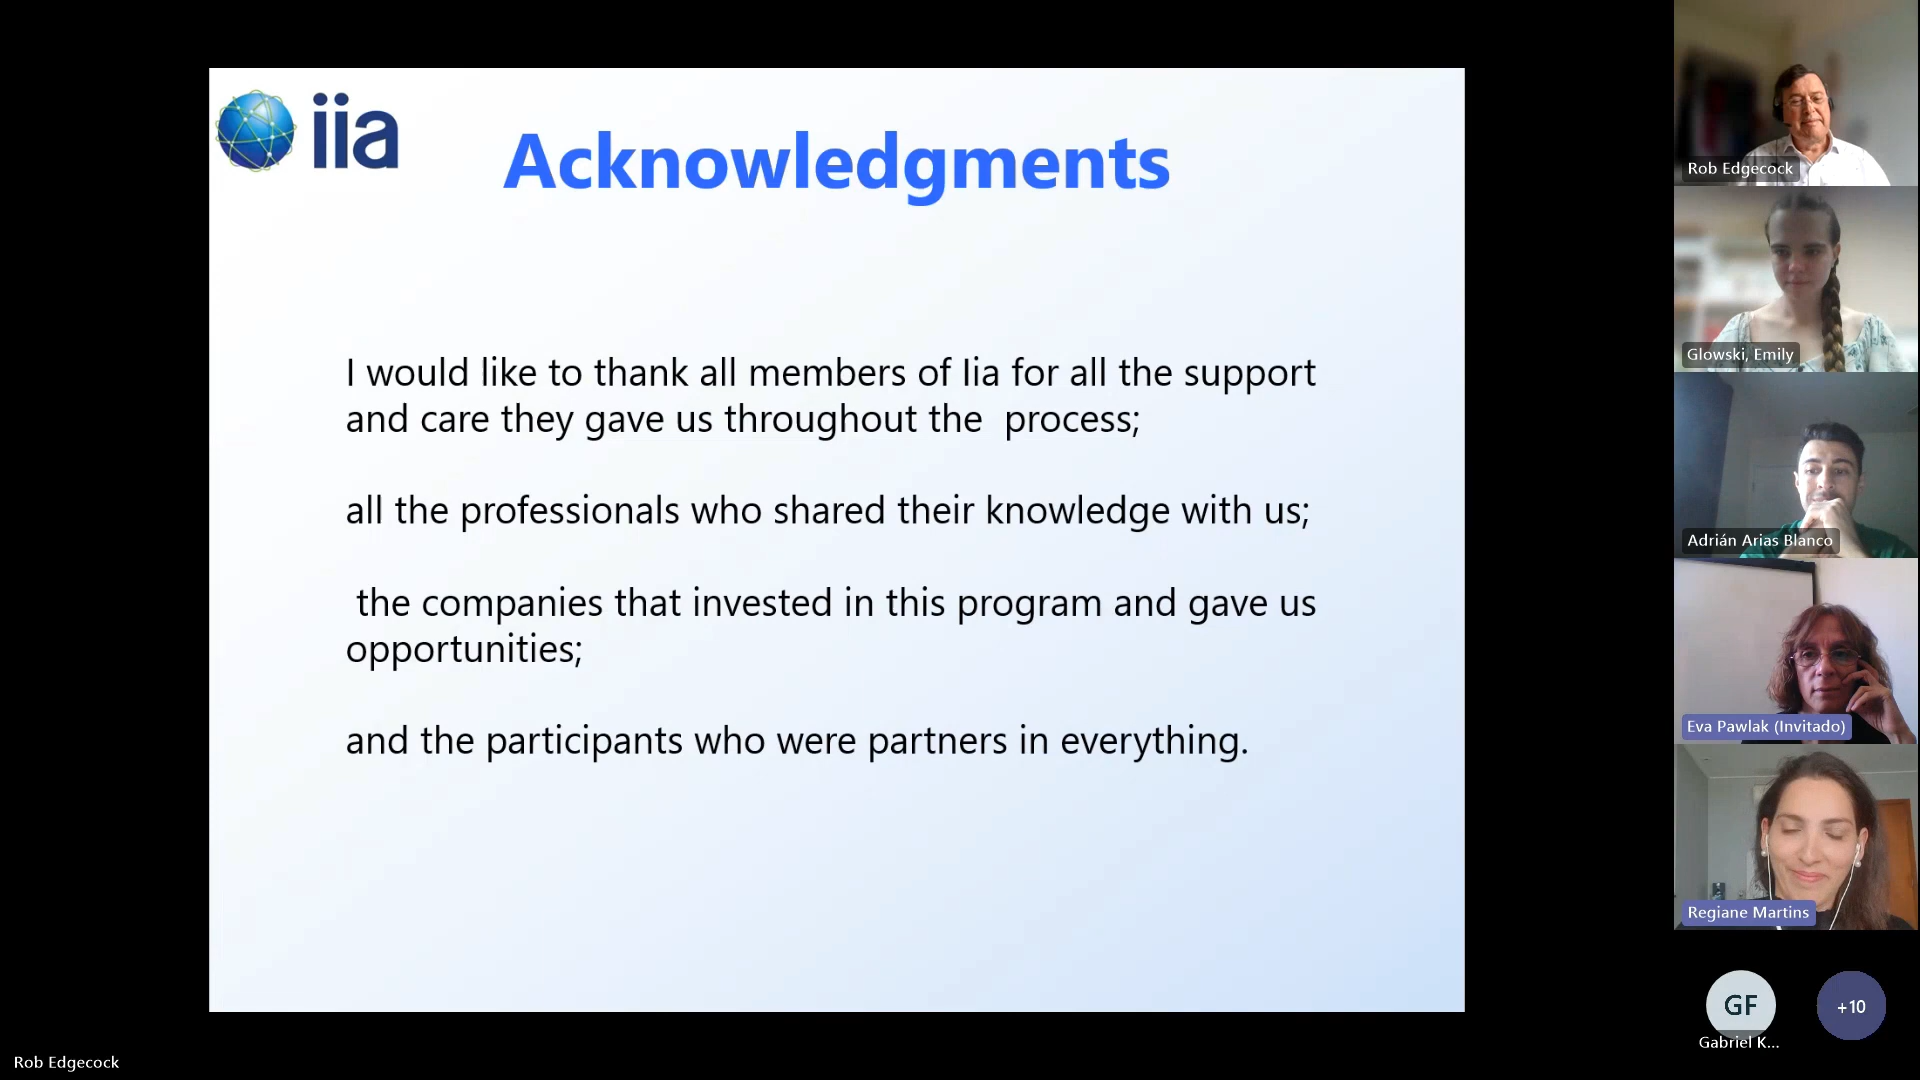 iia
Acknowledgments
I would like to thank all members of Iia for all the support
and care they gave us throughout the  process;
all the professionals who shared their knowledge with us;
the companies that invested in this program and gave us
opportunities;
and the participants who were partners in everything.
Rob Edgecock
Glowski, Emily
Adrián Arias Blanco
Eva Pawlak (Invitado)
Regiane Martins
GF
+10
Gabriel K...
Rob Edgecock